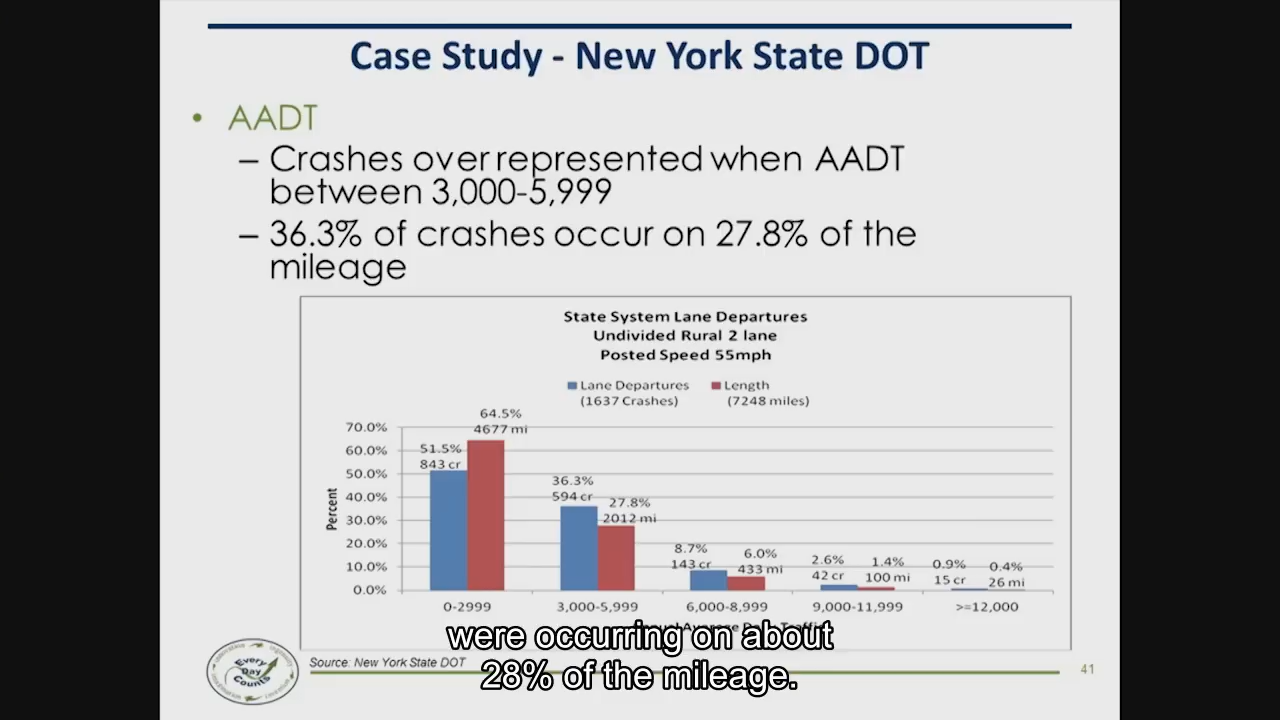 Case Study - New York State DOT
• AADT
– Crashes over represented when AADT
between 3,000-5,999
– 36.3% of crashes occur on 27.8% of the
mileage
State System Lane Departures
Undivided Rural 2 lane
Posted Speed 55mph
Lane Departures
(1637 Crashes)
Length
(7248 miles)
Percent
70.0%
60.0%
50.0%
40.0%
30.0%
20.0%
10.0%
0.0%
51.5%
843 cr
64.5%
4677 mi
36.3%
594 cr
27.8%
2012 mi
8.7%
143 cr
6.0%
433 mi
2.6%
42 cr
1.4%
100 mi
0.9%
15 cr
0.4%
26 mi
0-2999 3,000-5,999 6,000-8,999 9,000-11,999 >=12,000
were occurring on about
28% of the mileage.
Every
Day
Counts
Source: New York State DOT
41